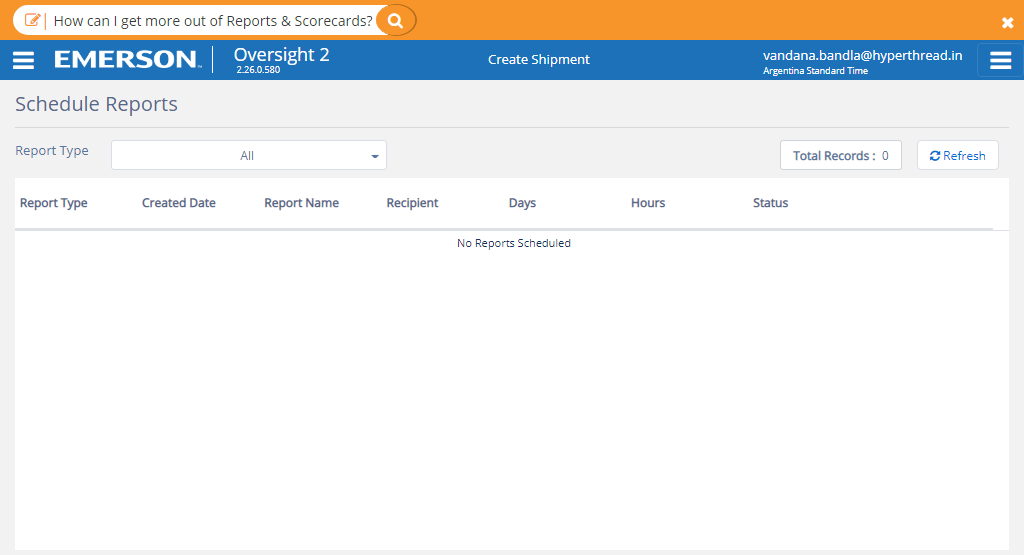 How can I get more out of Reports & Scorecards?
EMERSON™ Oversight 2
2.26.0.580
Create Shipment
vandana.bandla@hyperthread.in
Argentina Standard Time
Schedule Reports
Report Type All Total Records : 0 Refresh
Report Type Created Date Report Name Recipient Days Hours Status
No Reports Scheduled